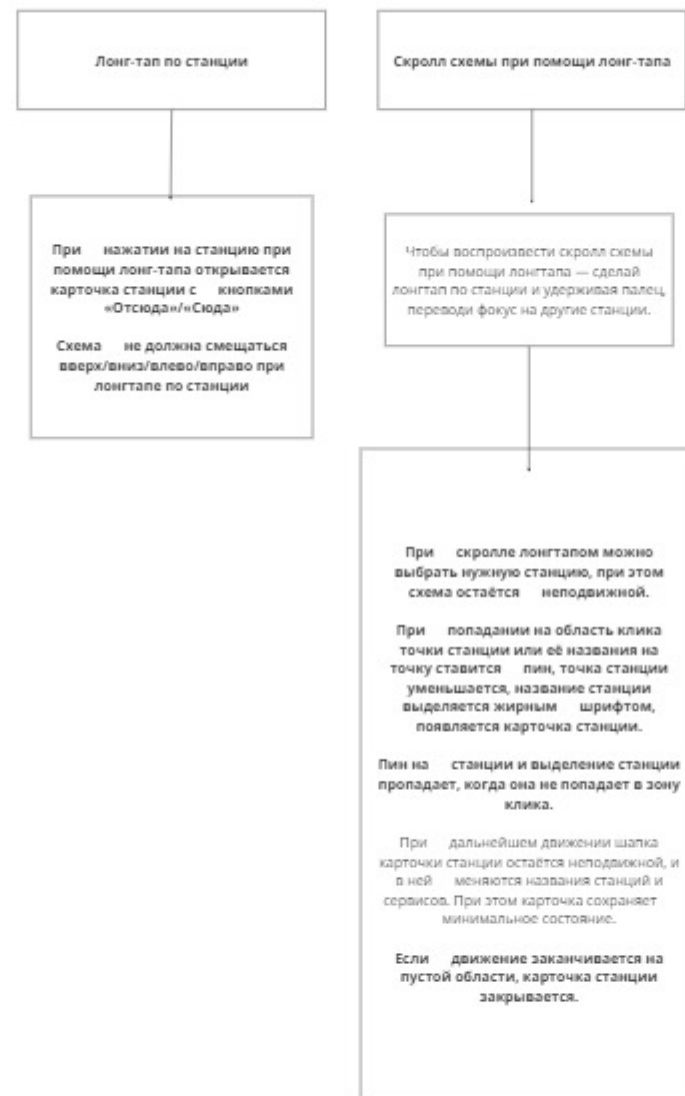 Лонг-тап по станции
При нажатии на станцию при
помощи лонг-тапа открывается
карточка станции с кнопками
«Отсюда»/«Сюда»
Схема не должна смещаться
вверх/вниз/влево/вправо при
лонгтапе по станции
Скролл схемы при помощи лонг-тапа
Чтобы воспроизвести скролл схемы
при помощи лонгтапа — сделай
лонгтап по станции и удерживая палец,
переводи фокус на другие станции.
При скролле лонгтапом можно
выбрать нужную станцию, при этом
схема остаётся неподвижной.
При попадании на область клика
точки станции или её названия на
точку ставится пин, точка станции
уменьшается, название станции
выделяется жирным шрифтом,
появляется карточка станции.
Пин на станции и выделение станции
пропадает, когда она не попадает в зону
клика.
При дальнейшем движении шапка
карточки станции остаётся неподвижной, и
в ней меняются названия станций и
сервисов. При этом карточка сохраняет
минимальное состояние.
Если движение заканчивается на
пустой области, карточка станции
закрывается.